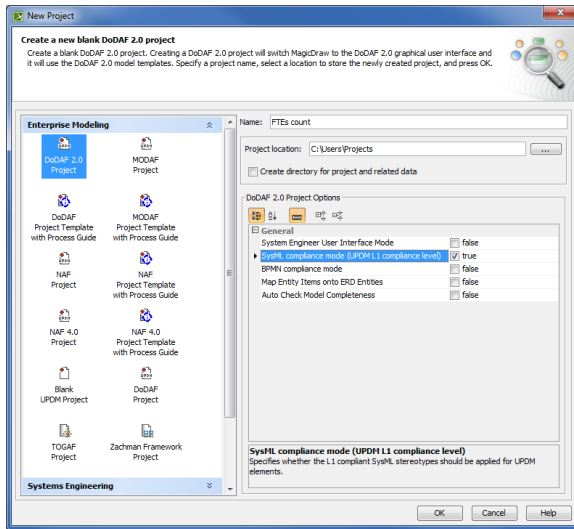 New Project
Create a new blank DoDAF 2.0 project
Create a blank DoDAF 2.0 project. Creating a DoDAF 2.0 project will switch MagicDraw to the DoDAF 2.0 graphical user interface and
it will use the DoDAF 2.0 model templates. Specify a project name, select a location to store the newly created project, and press OK.
Enterprise Modeling
DoDAF 2.0
Project
MODAF
Project
DoDAF
Project Template
with Process Guide
MODAF
Project Template
with Process Guide
NAF
Project
NAF
Project Template
with Process Guide
NAF 4.0
Project
NAF 4.0
Project Template
with Process Guide
Blank
UPDM Project
DoDAF
Project
TOGAF
Project
Zachman Framework
Project
Systems Engineering
Name: FTEs count
Project location: C:\Users\Projects ...
Create directory for project and related data
DoDAF 2.0 Project Options
General
System Engineer User Interface Mode false
SysML compliance mode (UPDM L1 compliance level) true
BPMN compliance mode false
Map Entity Items onto ERD Entities false
Auto Check Model Completeness false
SysML compliance mode (UPDM L1 compliance level)
Specifies whether the L1 compliant SysML stereotypes should be applied for UPDM
elements.
OK Cancel Help